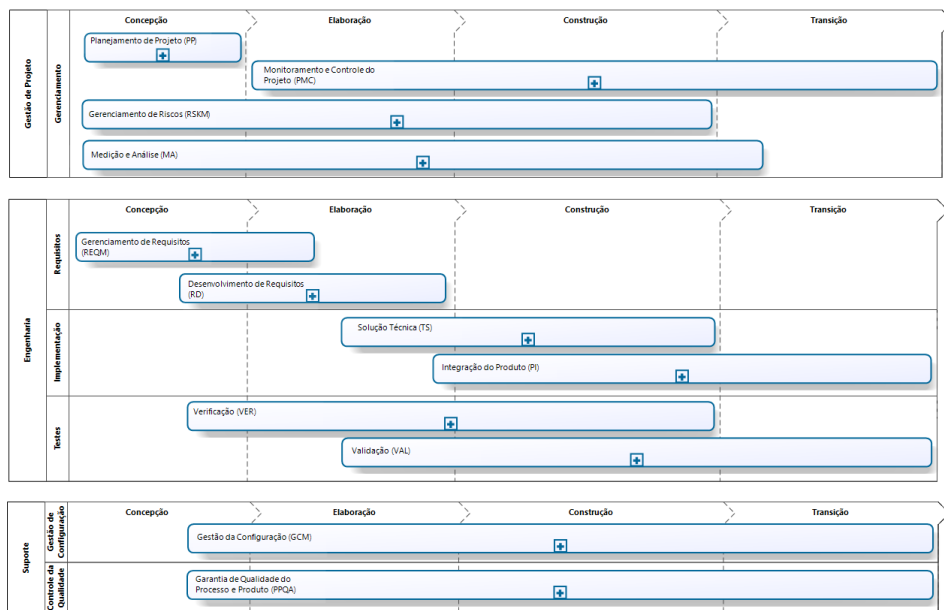 Concepção
Elaboração
Construção
Transição
Gestão de Projeto
Gerenciamento
Planejamento de Projeto (PP)
Monitoramento e Controle do
Projeto (PMC)
Gerenciamento de Riscos (RSKM)
Medição e Análise (MA)
Concepção
Elaboração
Construção
Transição
Engenharia
Requisitos
Gerenciamento de Requisitos
(REQM)
Desenvolvimento de Requisitos
(RD)
Implementação
Solução Técnica (TS)
Integração do Produto (PI)
Testes
Verificação (VER)
Validação (VAL)
Concepção
Elaboração
Construção
Transição
Suporte
Gestão de
Configuração
Gestão da Configuração (GCM)
Controle da
Qualidade
Garantia de Qualidade do
Processo e Produto (PPQA)